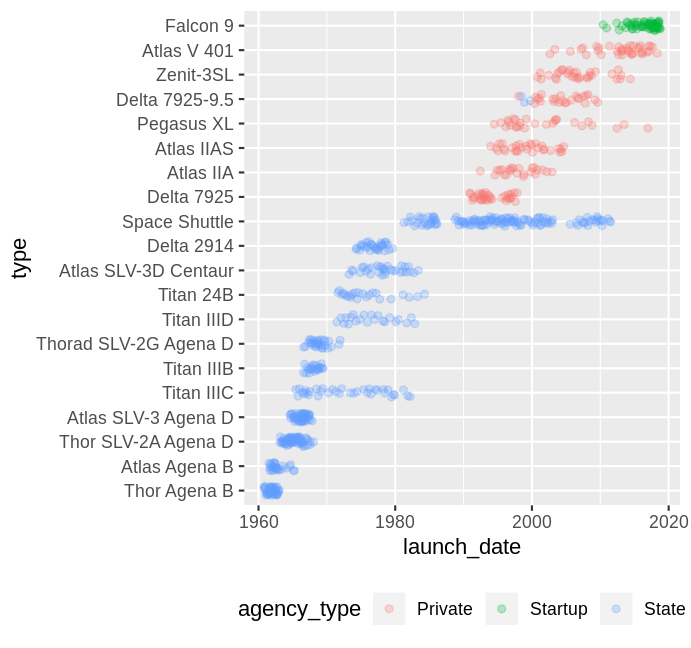 Falcon 9
Atlas V 401
Zenit-3SL
Delta 7925-9.5
Pegasus XL
Atlas IIAS
Atlas IIA
Delta 7925
Space Shuttle
Delta 2914
Atlas SLV-3D Centaur
Titan 24B
Titan IIID
Thorad SLV-2G Agena D
Titan IIIB
Titan IIIC
Atlas SLV-3 Agena D
Thor SLV-2A Agena D
Atlas Agena B
Thor Agena B
type
1960 1980 2000 2020
launch_date
agency_type Private Startup State